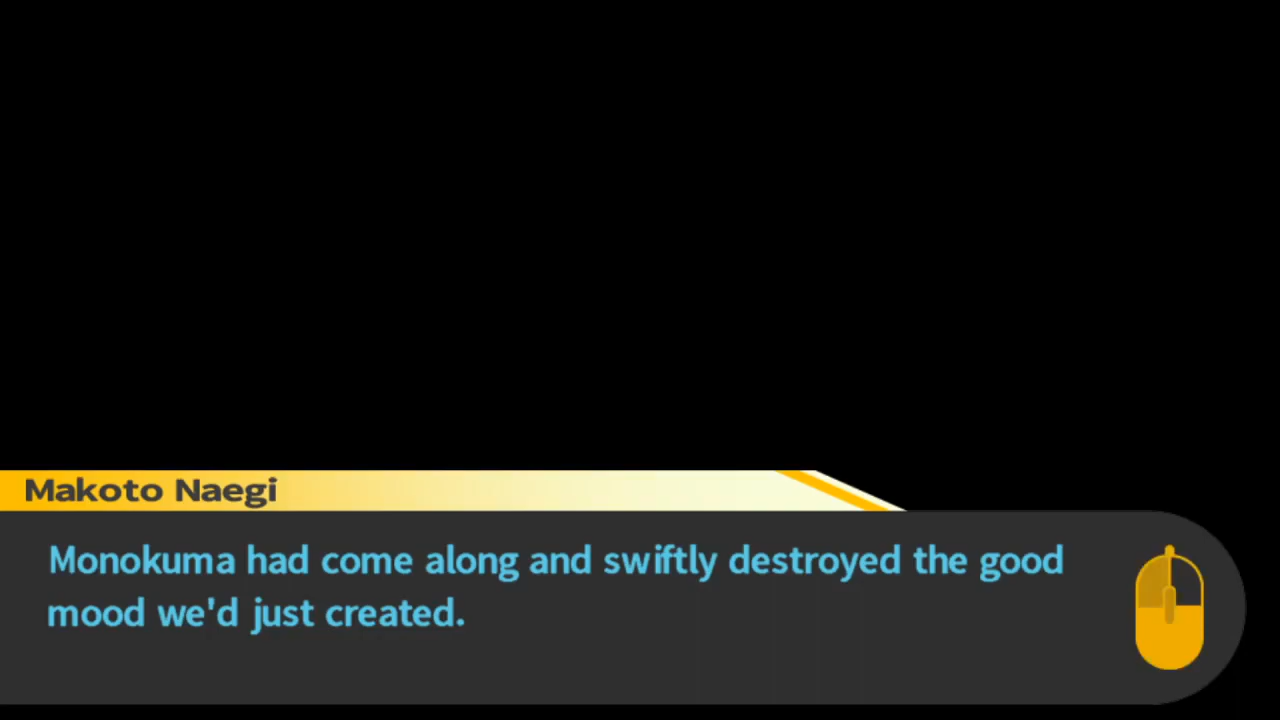 Makoto Naegi
Monokuma had come along and swiftly destroyed the good
mood we'd just created.